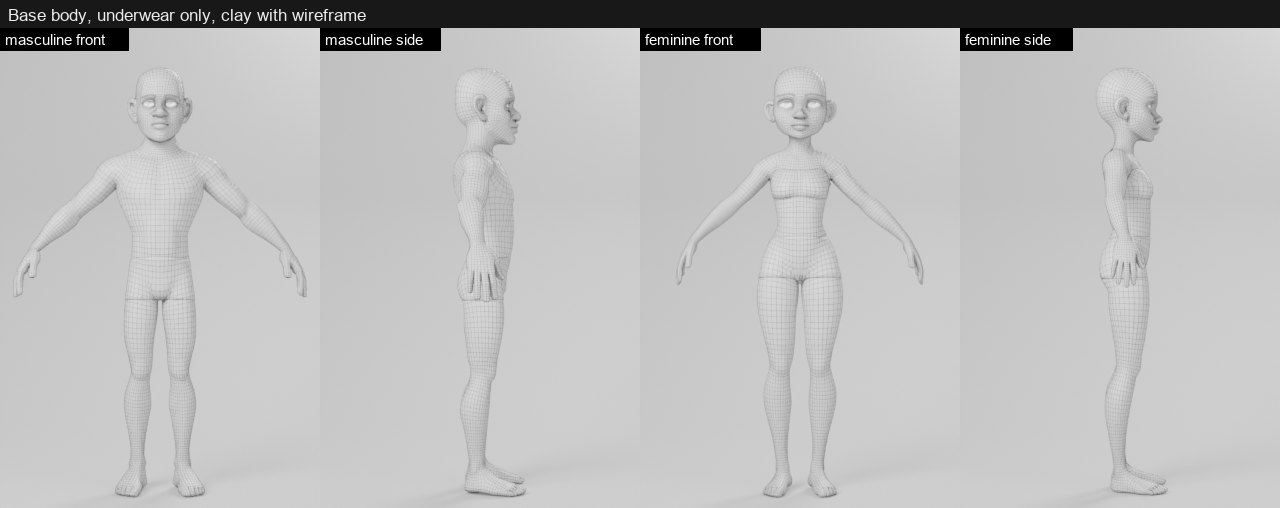 Base body, underwear only, clay with wireframe
masculine front
masculine side
feminine front
feminine side